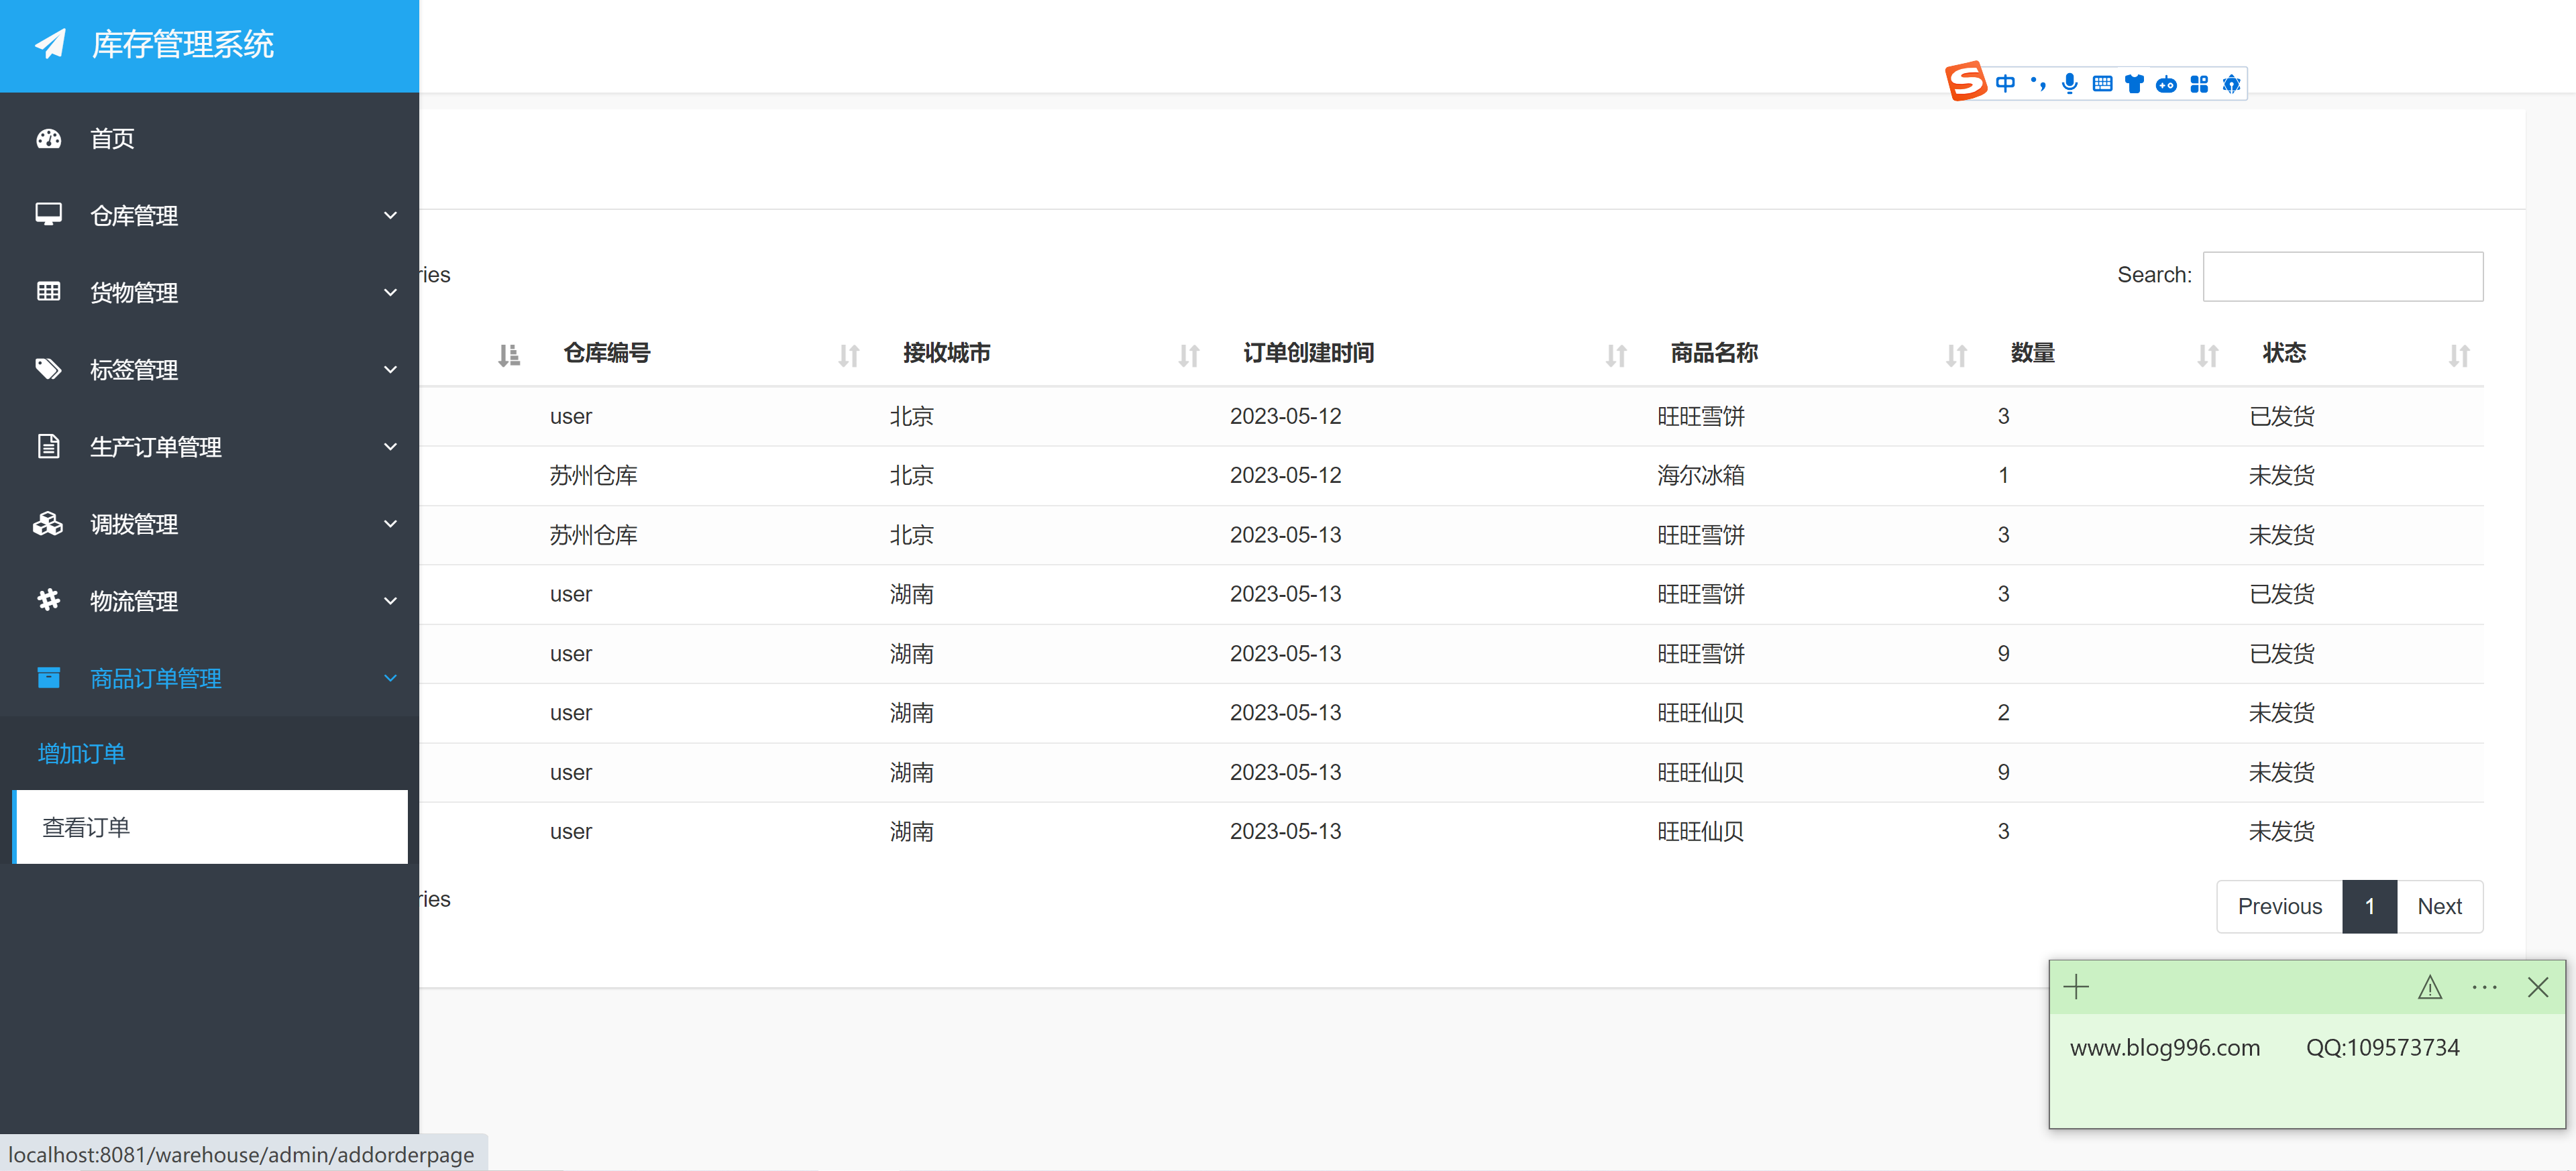 库存管理系统
首页
仓库管理
货物管理
标签管理
生产订单管理
调拨管理
物流管理
商品订单管理
增加订单
查看订单
中
ries
Search:
仓库编号 接收城市 订单创建时间 商品名称 数量 状态
user 北京 2023-05-12 旺旺雪饼 3 已发货
苏州仓库 北京 2023-05-12 海尔冰箱 1 未发货
苏州仓库 北京 2023-05-13 旺旺雪饼 3 未发货
user 湖南 2023-05-13 旺旺雪饼 3 已发货
user 湖南 2023-05-13 旺旺雪饼 9 已发货
user 湖南 2023-05-13 旺旺仙贝 2 未发货
user 湖南 2023-05-13 旺旺仙贝 9 未发货
user 湖南 2023-05-13 旺旺仙贝 3 未发货
ries
Previous 1 Next
www.blog996.com QQ:109573734
localhost:8081/warehouse/admin/addorderpage